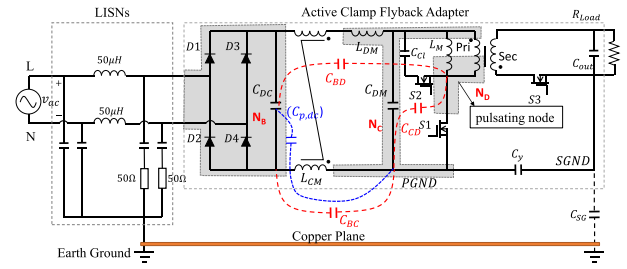 LISNs
Active Clamp Flyback Adapter
R_Load
D1
D3
L_DM
C_Cl
L_M
Pri
Sec
C_out
50μH
L
C_BD
C_DC
C_DM
S2
S3
v_ac
N_D
(C_p,dc)
50μH
N_B
N_C
C_CD
S1
pulsating node
N
D2
D4
50Ω
50Ω
L_CM
PGND
C_y
SGND
C_BC
C_SG
Copper Plane
Earth Ground